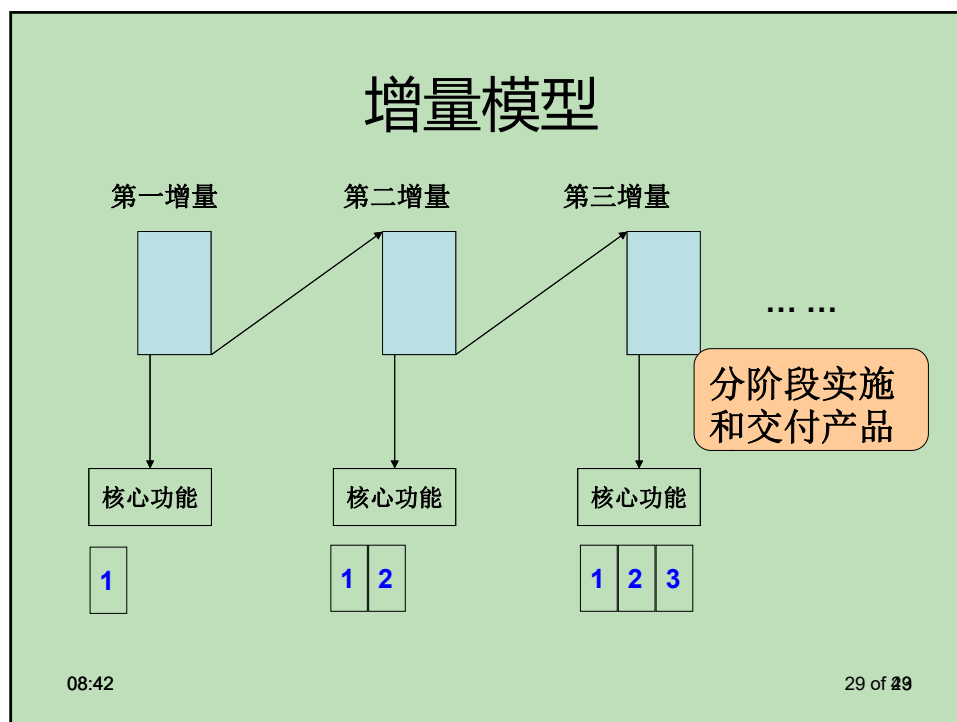 增量模型
第一增量 第二增量 第三增量
… …
分阶段实施
和交付产品
核心功能 核心功能 核心功能
1 1 2 1 2 3
08:42 29 of